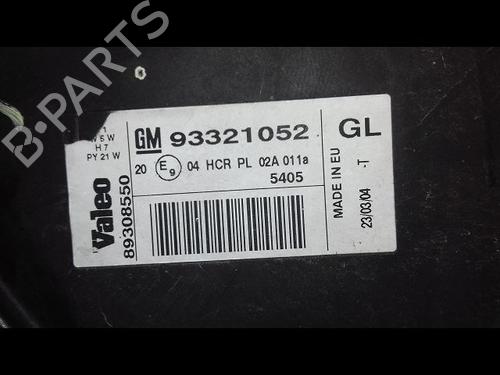 B-PARTS
1
5 W
H 7
PY 21 W
Valeo
89308550
GM 93321052
20 E9 04 HCR PL 02A 011a
5405
GL
MADE IN EU
23/03/04 -T